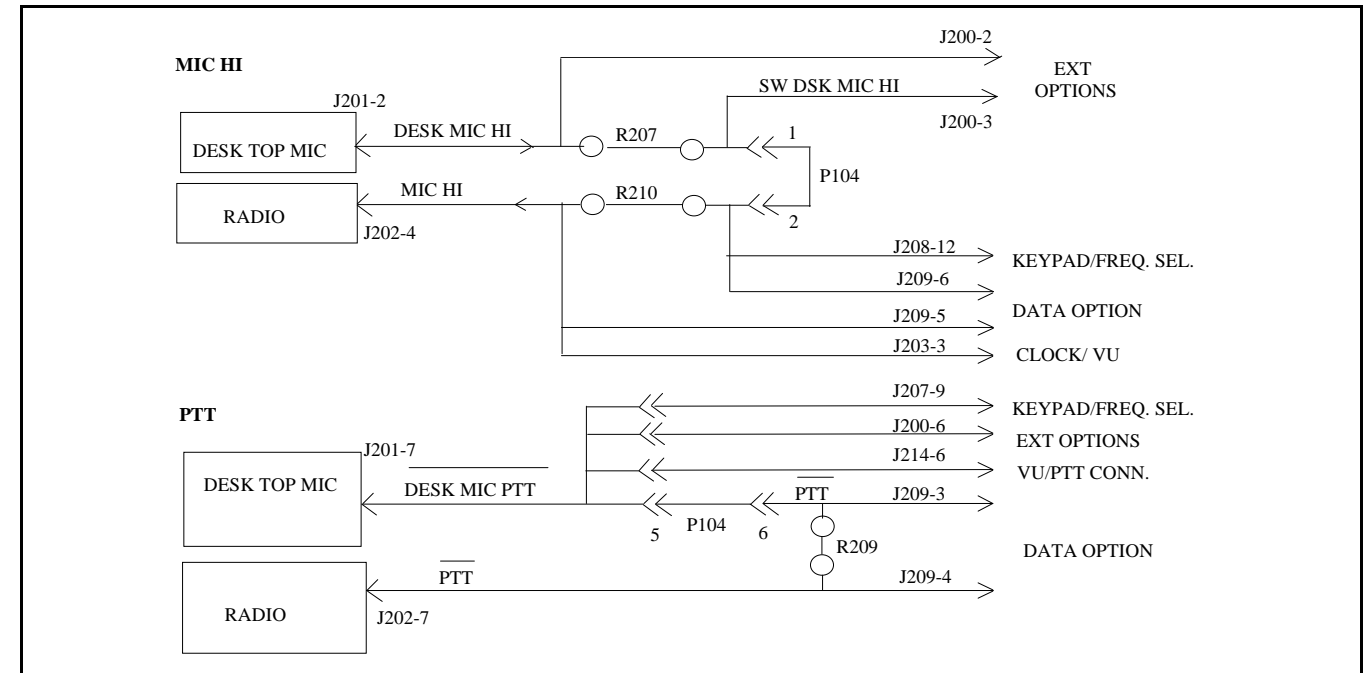 J200-2
MIC HI
EXT
OPTIONS
SW DSK MIC HI
J201-2
J200-3
DESK MIC HI
R207
1
DESK TOP MIC
P104
MIC HI
R210
RADIO
2
J202-4
J208-12
KEYPAD/FREQ. SEL.
J209-6
DATA OPTION
J209-5
J203-3
CLOCK/ VU
J207-9
KEYPAD/FREQ. SEL.
PTT
J200-6
EXT OPTIONS
J201-7
J214-6
VU/PTT CONN.
DESK TOP MIC
DESK MIC PTT
PTT
J209-3
5
P104
6
R209
DATA OPTION
PTT
J209-4
RADIO
J202-7